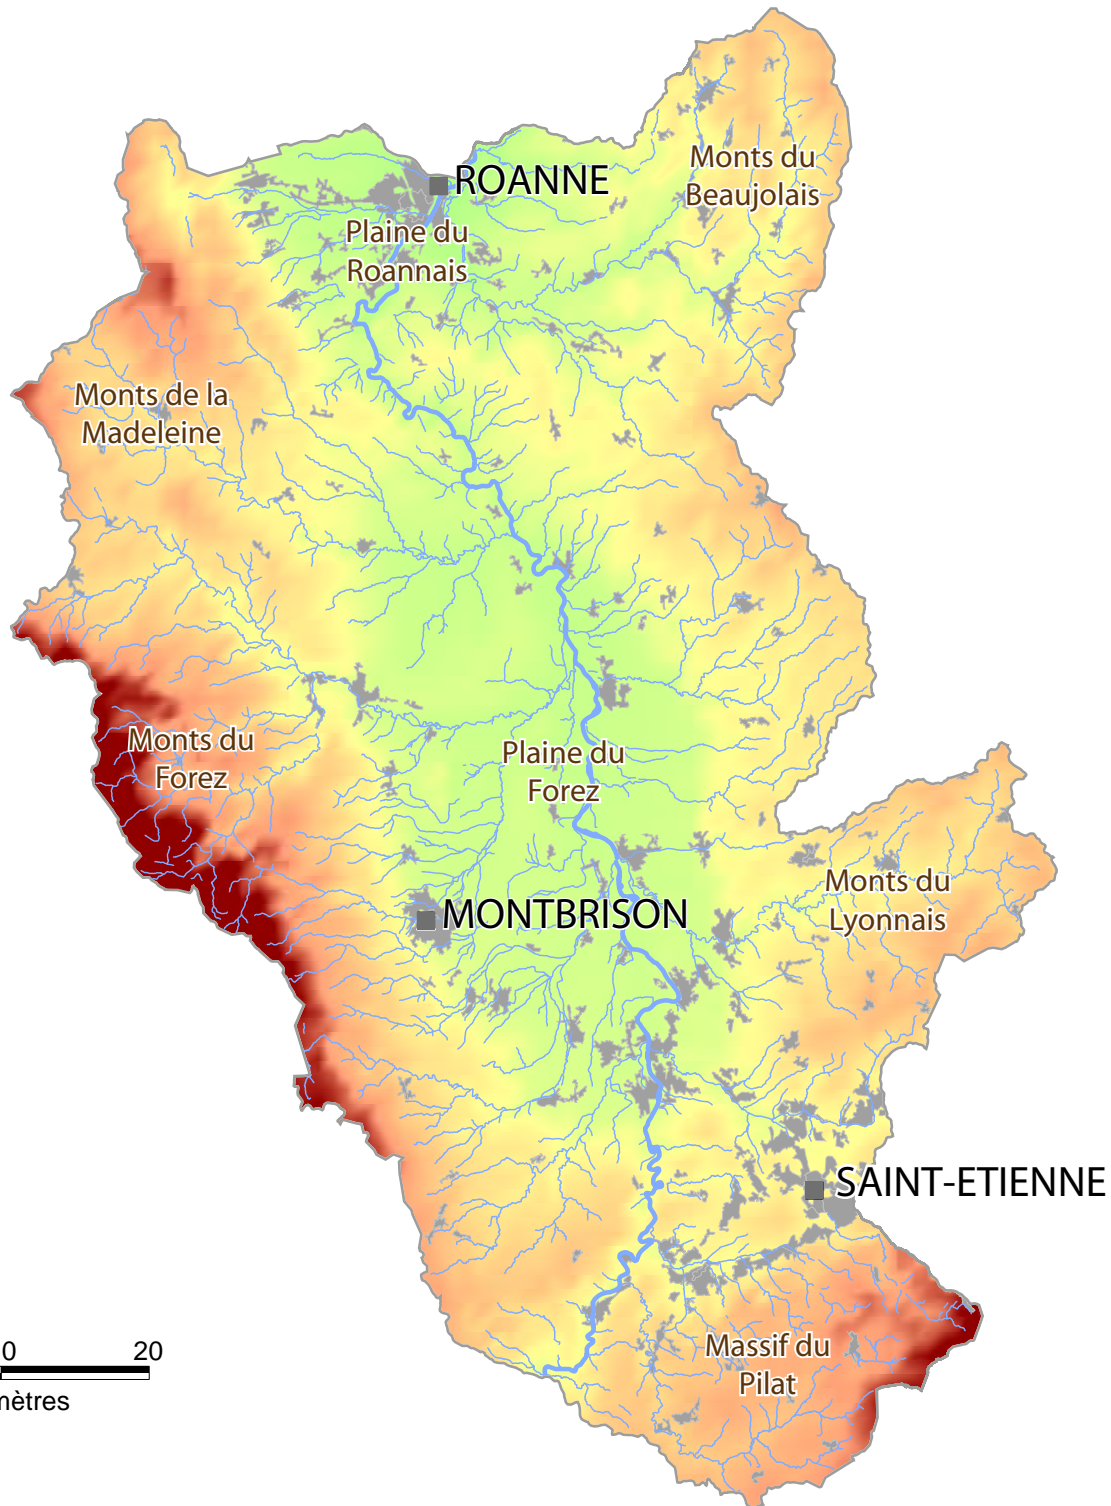 Monts du
Beaujolais
ROANNE
Plaine du
Roannais
Monts de la
Madeleine
Monts du
Forez
Plaine du
Forez
Monts du
Lyonnais
MONTBRISON
SAINT-ETIENNE
Massif du
Pilat
0 20
mètres